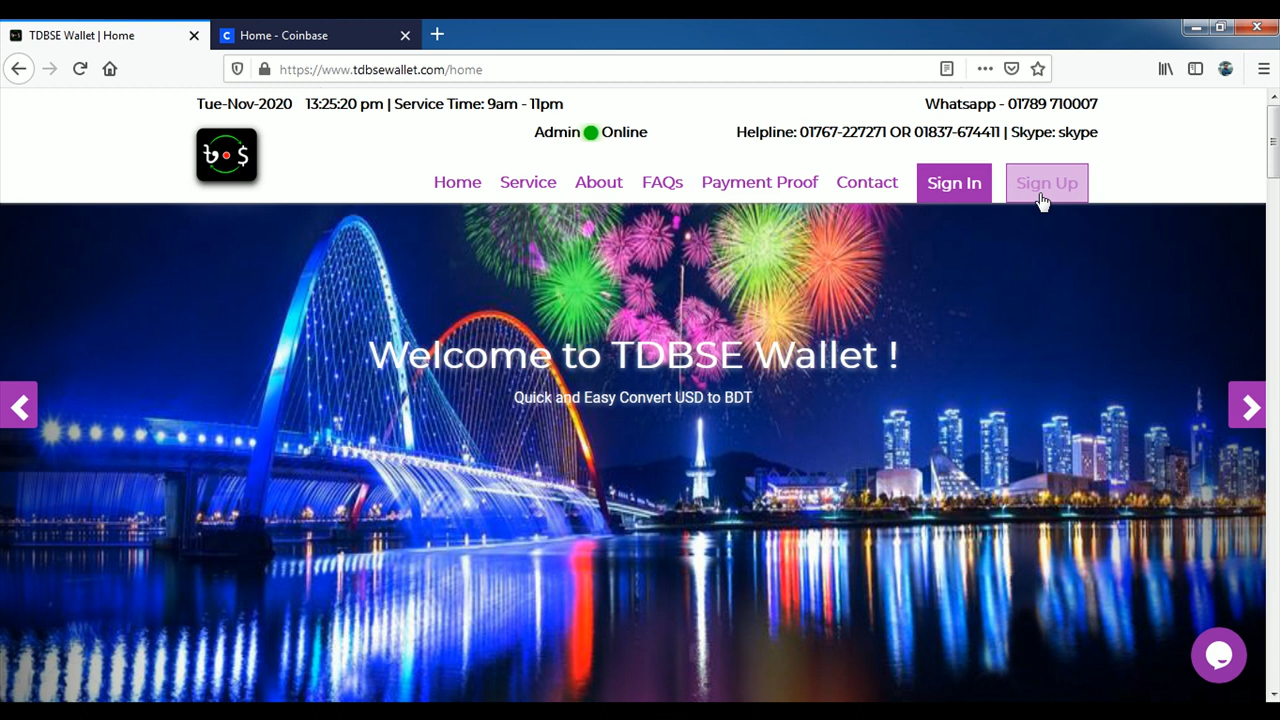 TDBSE Wallet | Home
Home - Coinbase
https://www.tdbsewallet.com/home
Tue-Nov-2020 13:25:20 pm | Service Time: 9am - 11pm
Whatsapp - 01789 710007
Admin Online
Helpline: 01767-227271 OR 01837-674411 | Skype: skype
৳ $
Home Service About FAQs Payment Proof Contact Sign In Sign Up
Welcome to TDBSE Wallet !
Quick and Easy Convert USD to BDT